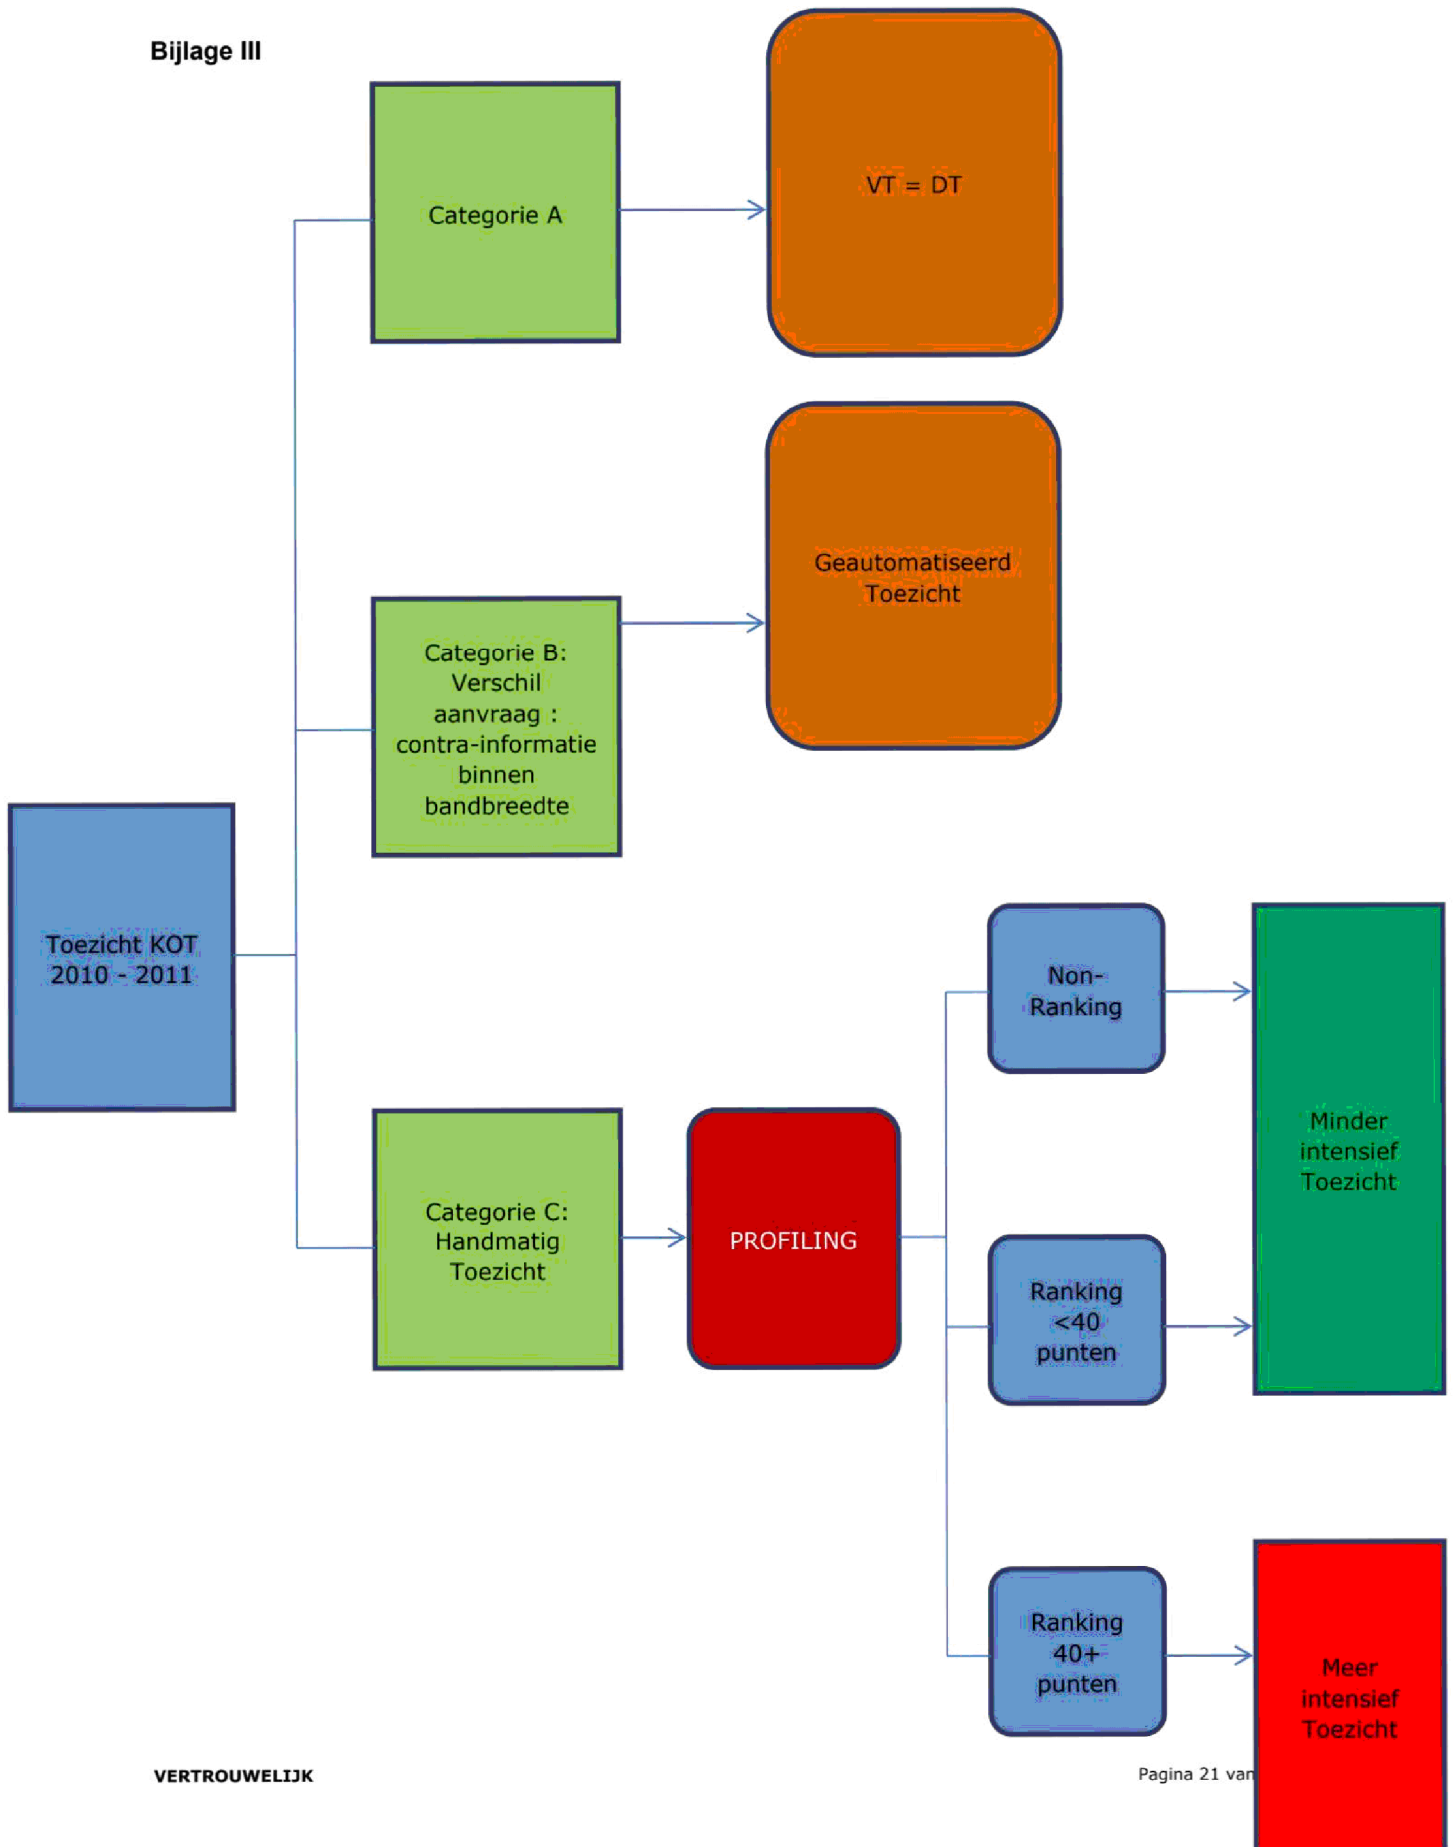 Bijlage III
Categorie A
VT = DT
Categorie B:
Verschil
aanvraag :
contra-informatie
binnen
bandbreedte
Geautomatiseerd
Toezicht
Toezicht KOT
2010 - 2011
Categorie C:
Handmatig
Toezicht
PROFILING
Non-
Ranking
Ranking
<40
punten
Minder
intensief
Toezicht
Ranking
40+
punten
Meer
intensief
Toezicht
VERTROUWELIJK
Pagina 21 van